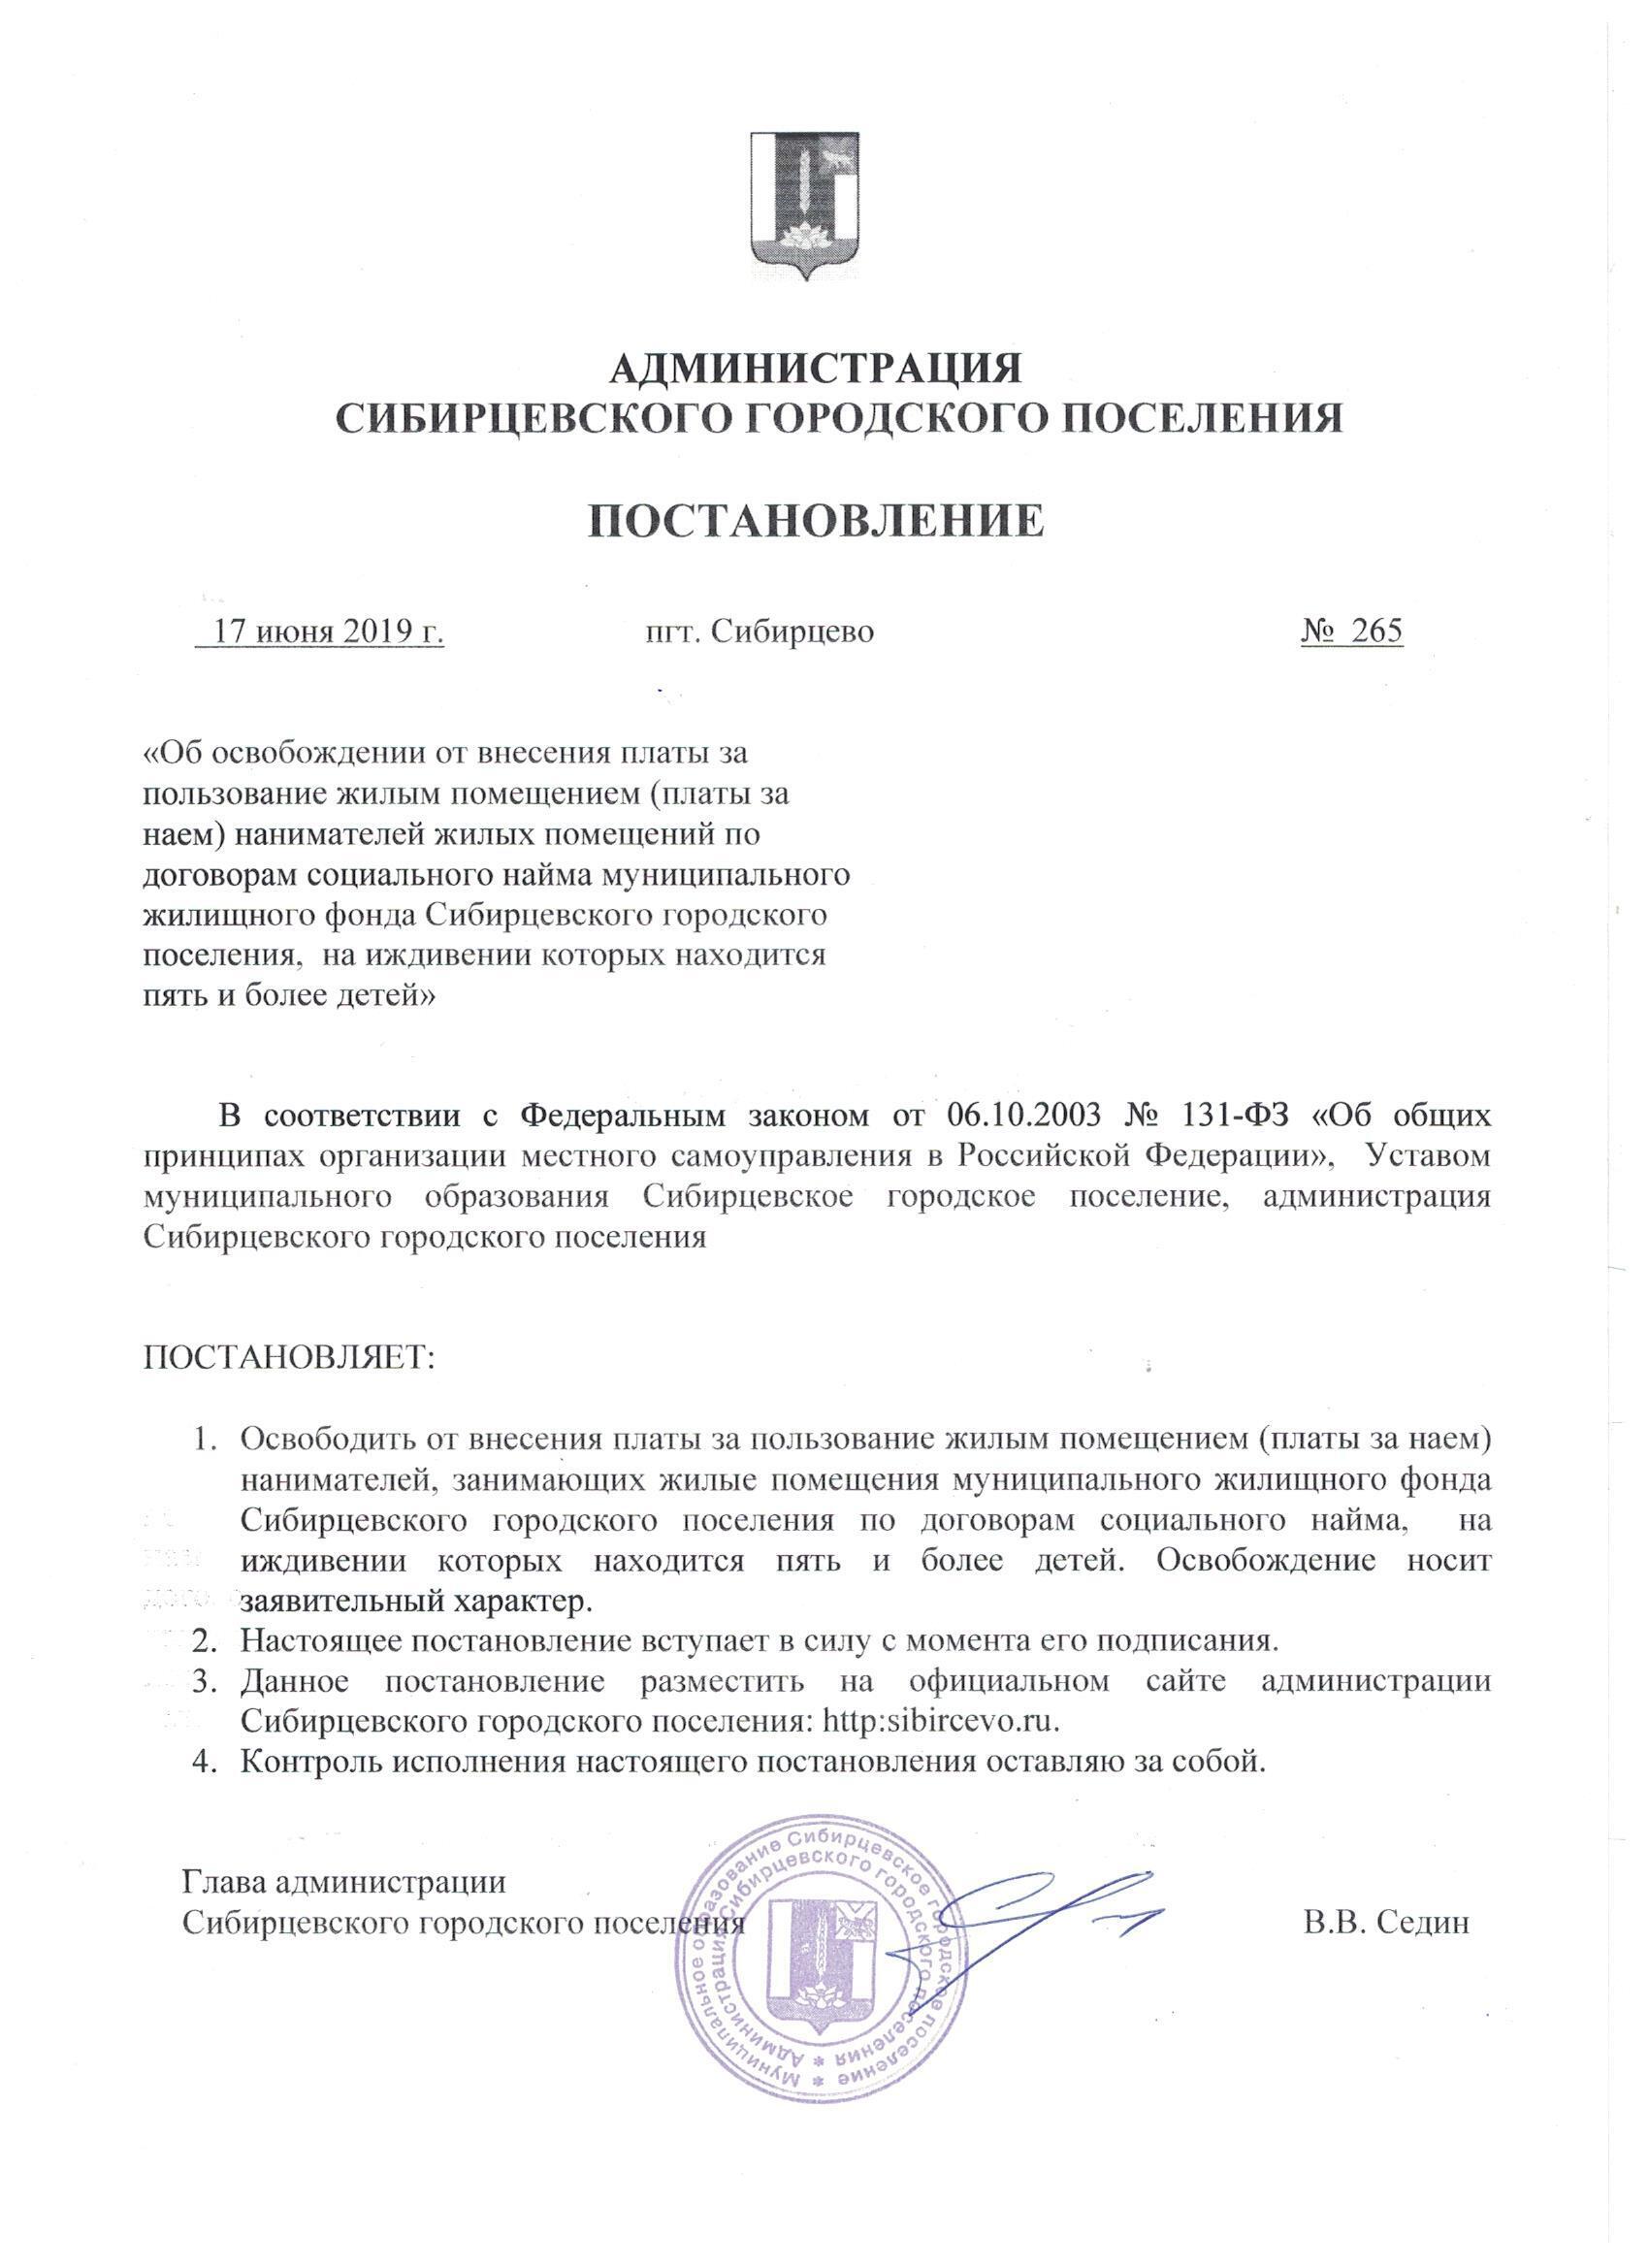 АДМИНИСТРАЦИЯ
СИБИРЦЕВСКОГО ГОРОДСКОГО ПОСЕЛЕНИЯ
ПОСТАНОВЛЕНИЕ
17 июня 2019 г. пгт. Сибирцево № 265
«Об освобождении от внесения платы за
пользование жилым помещением (платы за
наем) нанимателей жилых помещений по
договорам социального найма муниципального
жилищного фонда Сибирцевского городского
поселения, на иждивении которых находится
пять и более детей»
В соответствии с Федеральным законом от 06.10.2003 № 131-ФЗ «Об общих
принципах организации местного самоуправления в Российской Федерации», Уставом
муниципального образования Сибирцевское городское поселение, администрация
Сибирцевского городского поселения
ПОСТАНОВЛЯЕТ:
1. Освободить от внесения платы за пользование жилым помещением (платы за наем)
нанимателей, занимающих жилые помещения муниципального жилищного фонда
Сибирцевского городского поселения по договорам социального найма, на
иждивении которых находится пять и более детей. Освобождение носит
заявительный характер.
2. Настоящее постановление вступает в силу с момента его подписания.
3. Данное постановление разместить на официальном сайте администрации
Сибирцевского городского поселения: http:sibircevo.ru.
4. Контроль исполнения настоящего постановления оставляю за собой.
Глава администрации
Сибирцевского городского поселения В.В. Седин
Муниципальное образование Сибирцевское городское поселение *
Администрация Сибирцевского городского поселения *